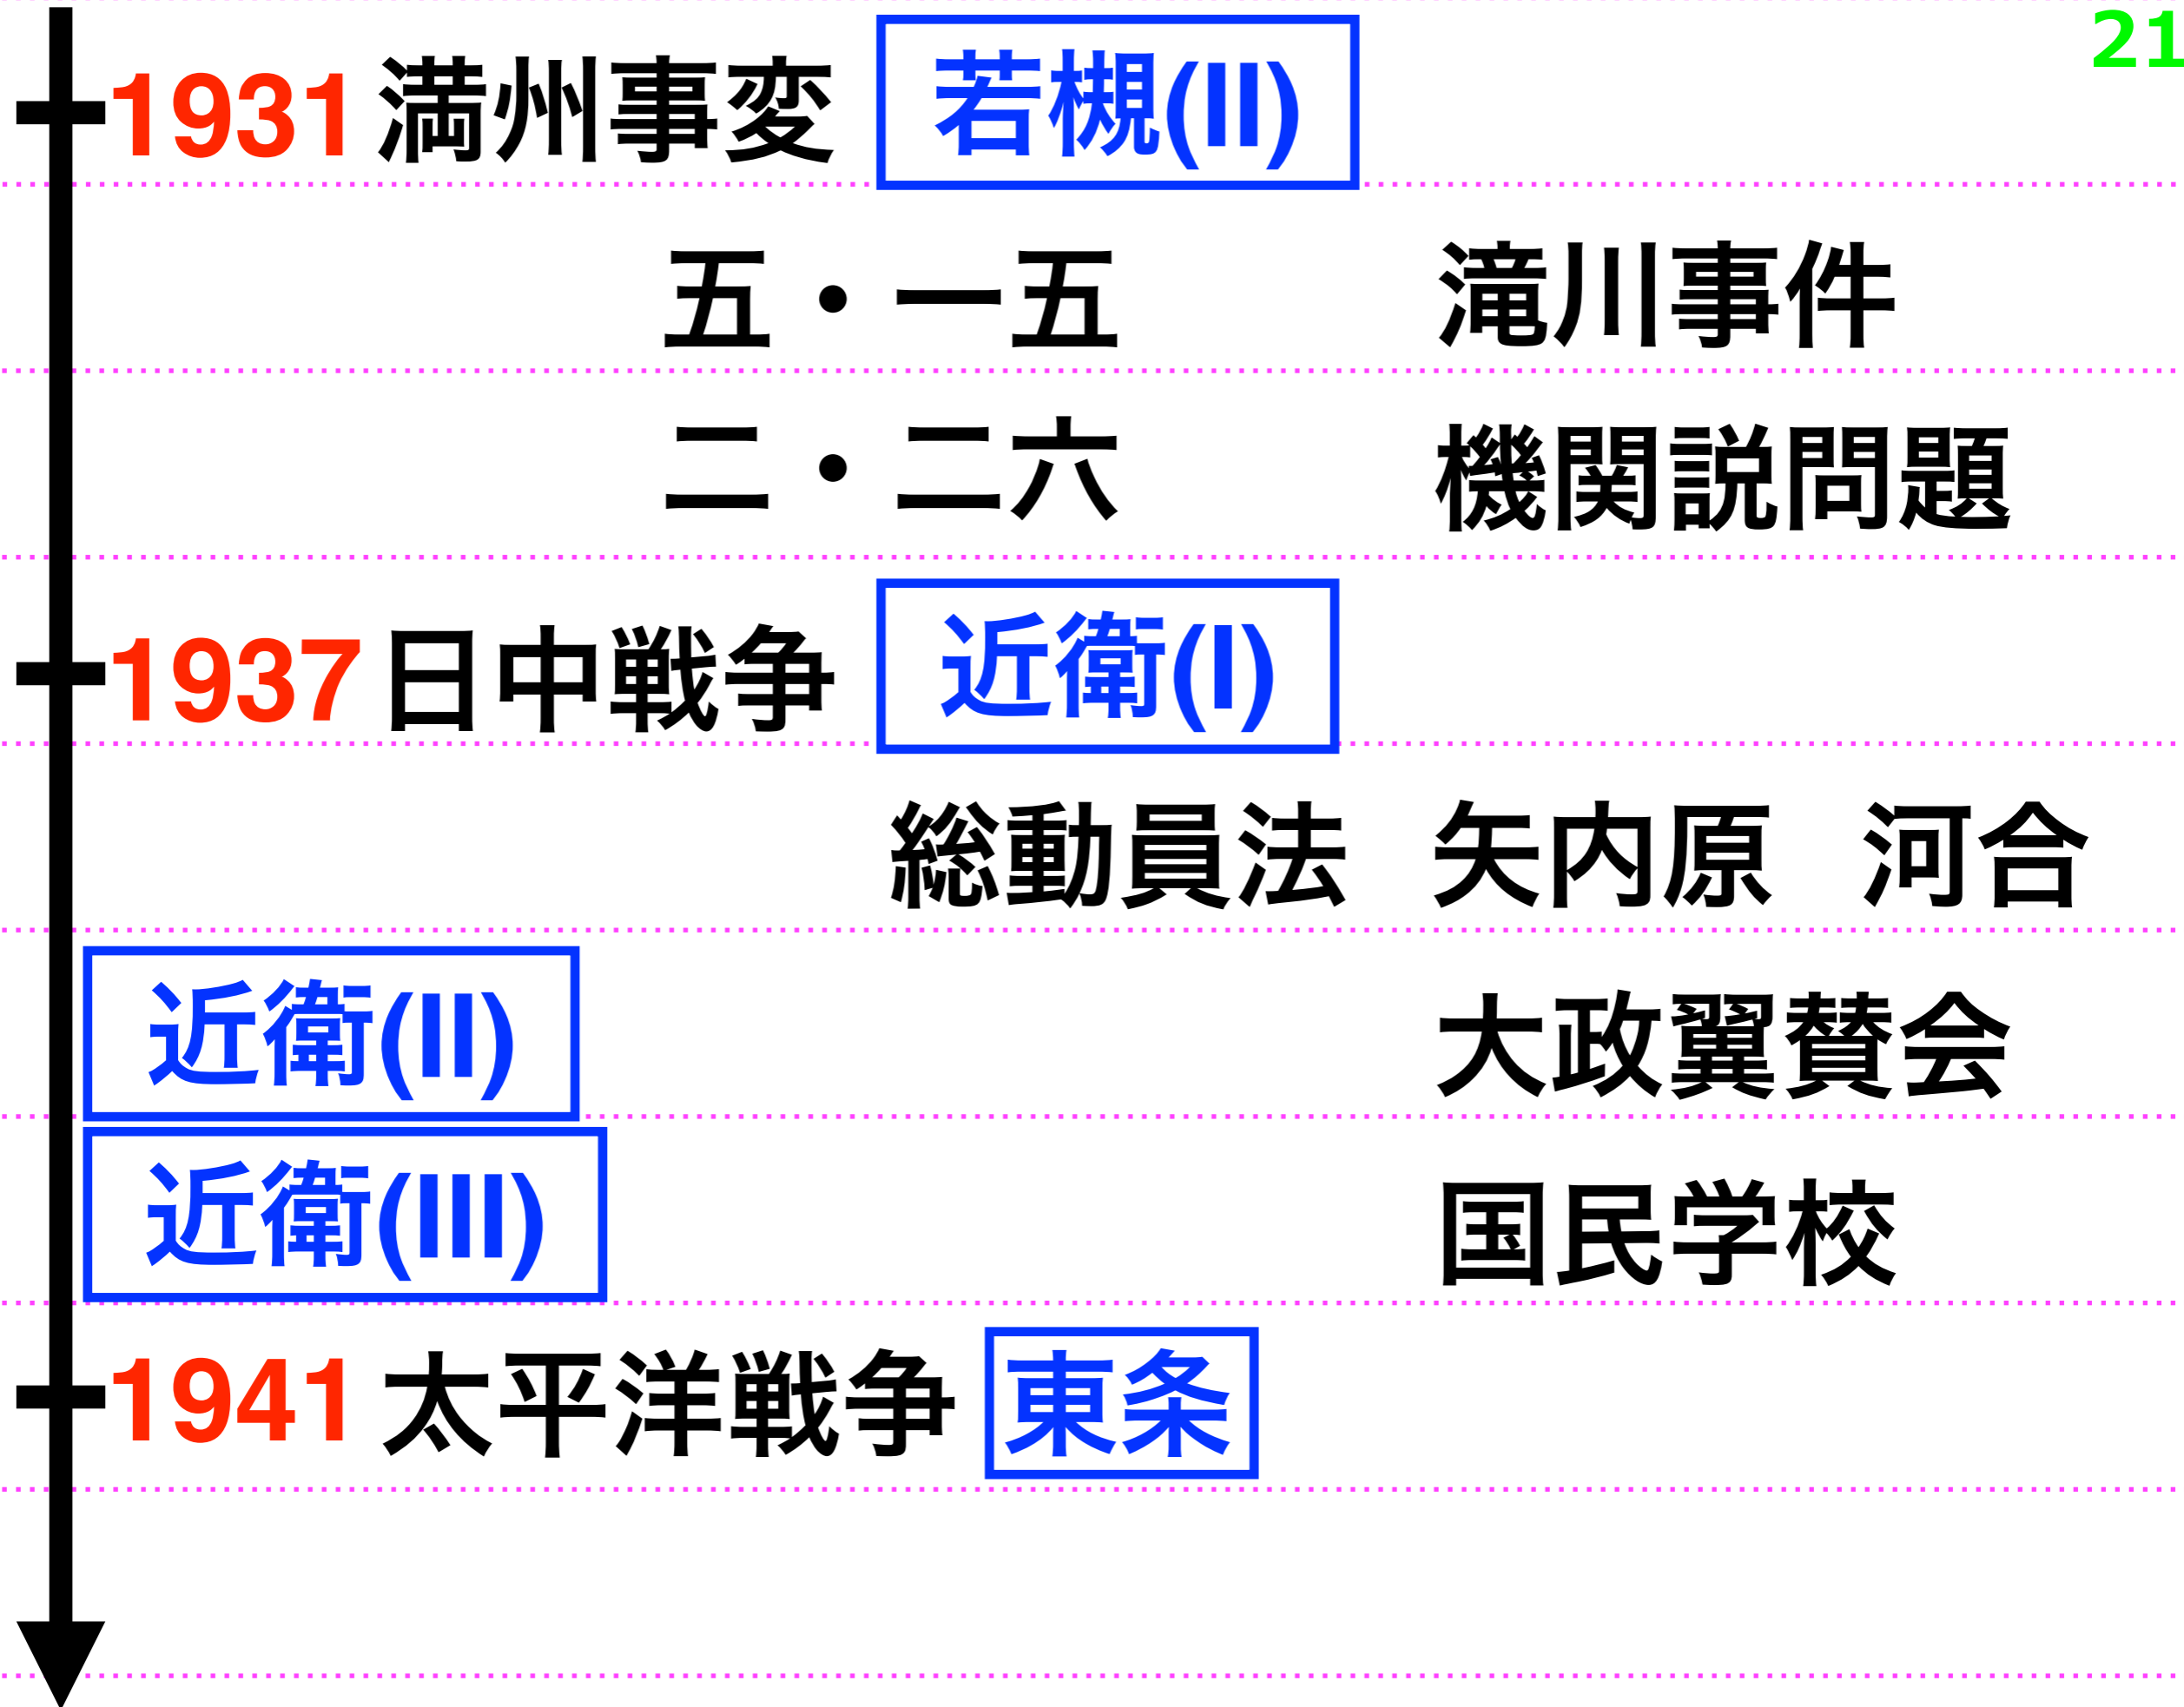 21
1931 満州事変 若槻(II)
五・一五 滝川事件
二・二六 機関説問題
1937 日中戦争 近衛(I)
総動員法 矢内原 河合
近衛(II) 大政翼賛会
近衛(III) 国民学校
1941 太平洋戦争 東条